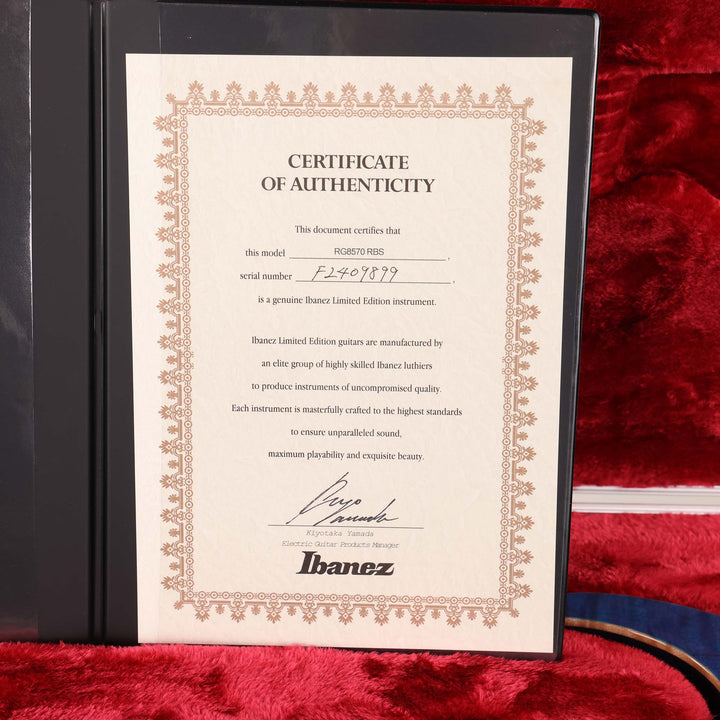 CERTIFICATE
OF AUTHENTICITY
This document certifies that
this model RG8570 RBS,
serial number F2409899,
is a genuine Ibanez Limited Edition instrument.
Ibanez Limited Edition guitars are manufactured by
an elite group of highly skilled Ibanez luthiers
to produce instruments of uncompromised quality.
Each instrument is masterfully crafted to the highest standards
to ensure unparalleled sound,
maximum playability and exquisite beauty.
Kiyotaka Yamada
Electric Guitar Products Manager
Ibanez